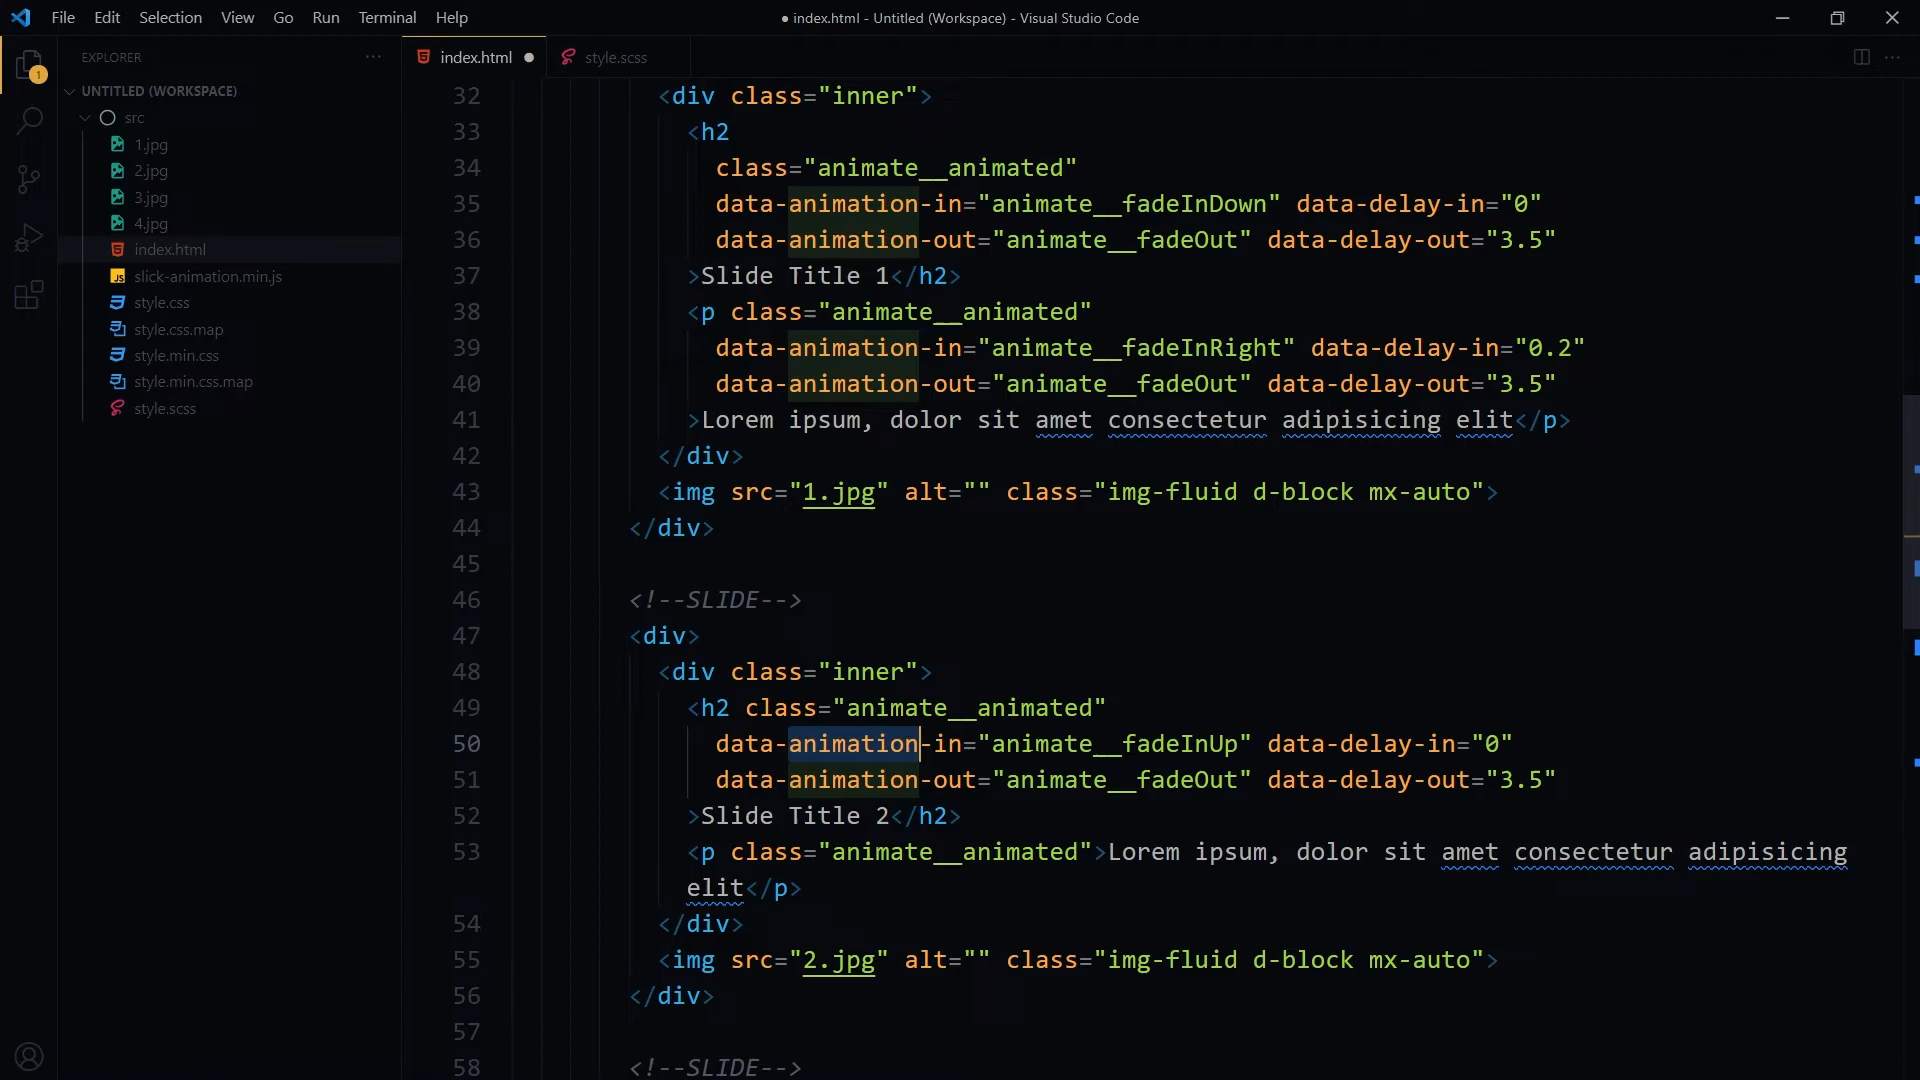 File Edit Selection View Go Run Terminal Help
● index.html - Untitled (Workspace) - Visual Studio Code
1
EXPLORER
UNTITLED (WORKSPACE)
src
1.jpg
2.jpg
3.jpg
4.jpg
index.html
JS slick-animation.min.js
style.css
style.css.map
style.min.css
style.min.css.map
style.scss
index.html ● style.scss
32 <div class="inner">
33 <h2
34 class="animate__animated"
35 data-animation-in="animate__fadeInDown" data-delay-in="0"
36 data-animation-out="animate__fadeOut" data-delay-out="3.5"
37 >Slide Title 1</h2>
38 <p class="animate__animated"
39 data-animation-in="animate__fadeInRight" data-delay-in="0.2"
40 data-animation-out="animate__fadeOut" data-delay-out="3.5"
41 >Lorem ipsum, dolor sit amet consectetur adipisicing elit</p>
42 </div>
43 <img src="1.jpg" alt="" class="img-fluid d-block mx-auto">
44 </div>
45
46 <!--SLIDE-->
47 <div>
48 <div class="inner">
49 <h2 class="animate__animated"
50 data-animation-in="animate__fadeInUp" data-delay-in="0"
51 data-animation-out="animate__fadeOut" data-delay-out="3.5"
52 >Slide Title 2</h2>
53 <p class="animate__animated">Lorem ipsum, dolor sit amet consectetur adipisicing
elit</p>
54 </div>
55 <img src="2.jpg" alt="" class="img-fluid d-block mx-auto">
56 </div>
57
58 <!--SLIDE-->